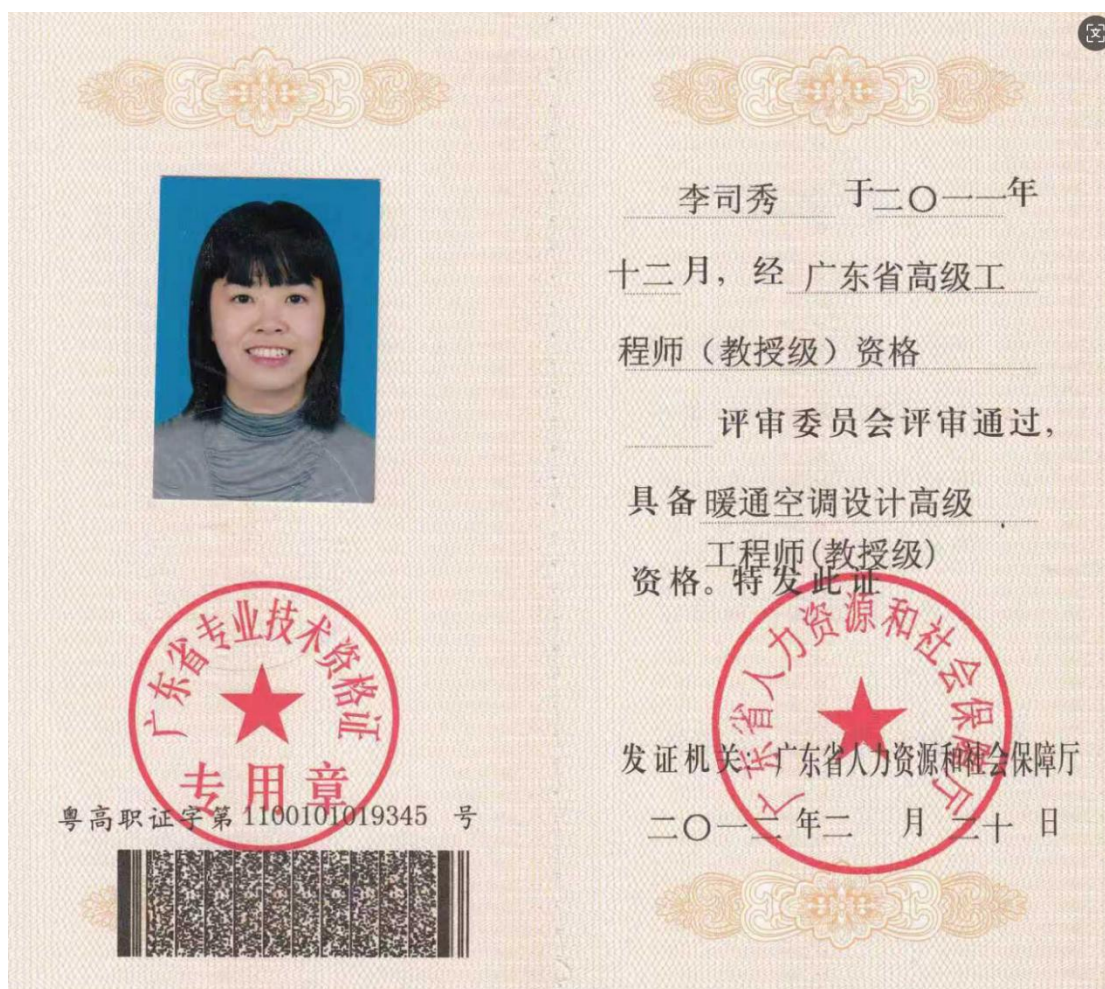 广东省专业技术资格证
专用章
粤高职证字第 1100101019345 号
李司秀 于二〇一一年
十二月，经 广东省高级工
程师（教授级）资格
评审委员会评审通过，
具备 暖通空调设计高级
工程师(教授级)
资格。特发此证
广东省人力资源和社会保障厅
发证机关：广东省人力资源和社会保障厅
二〇一二 年二 月 二十 日